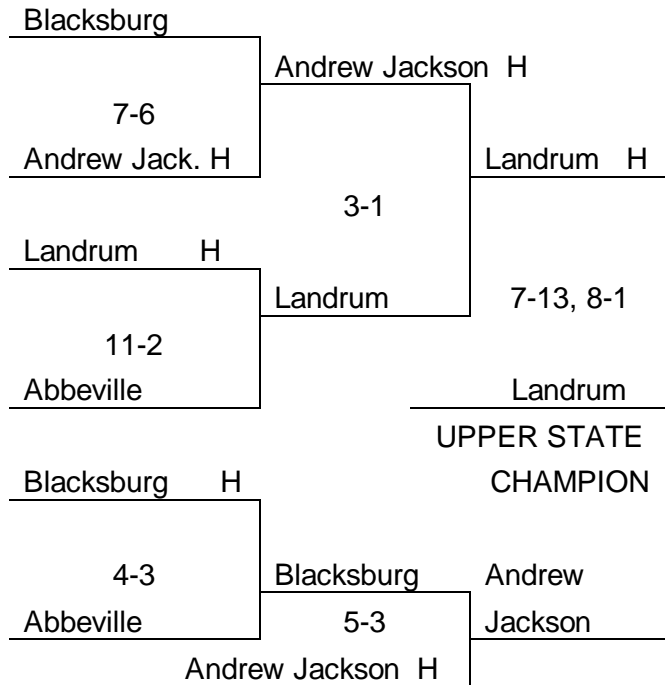 Blacksburg
Andrew Jackson H
7-6
Andrew Jack. H
Landrum H
3-1
Landrum H
Landrum
7-13, 8-1
11-2
Abbeville
Landrum
UPPER STATE
CHAMPION
Blacksburg H
4-3
Blacksburg
Andrew
Abbeville
5-3
Jackson
Andrew Jackson H